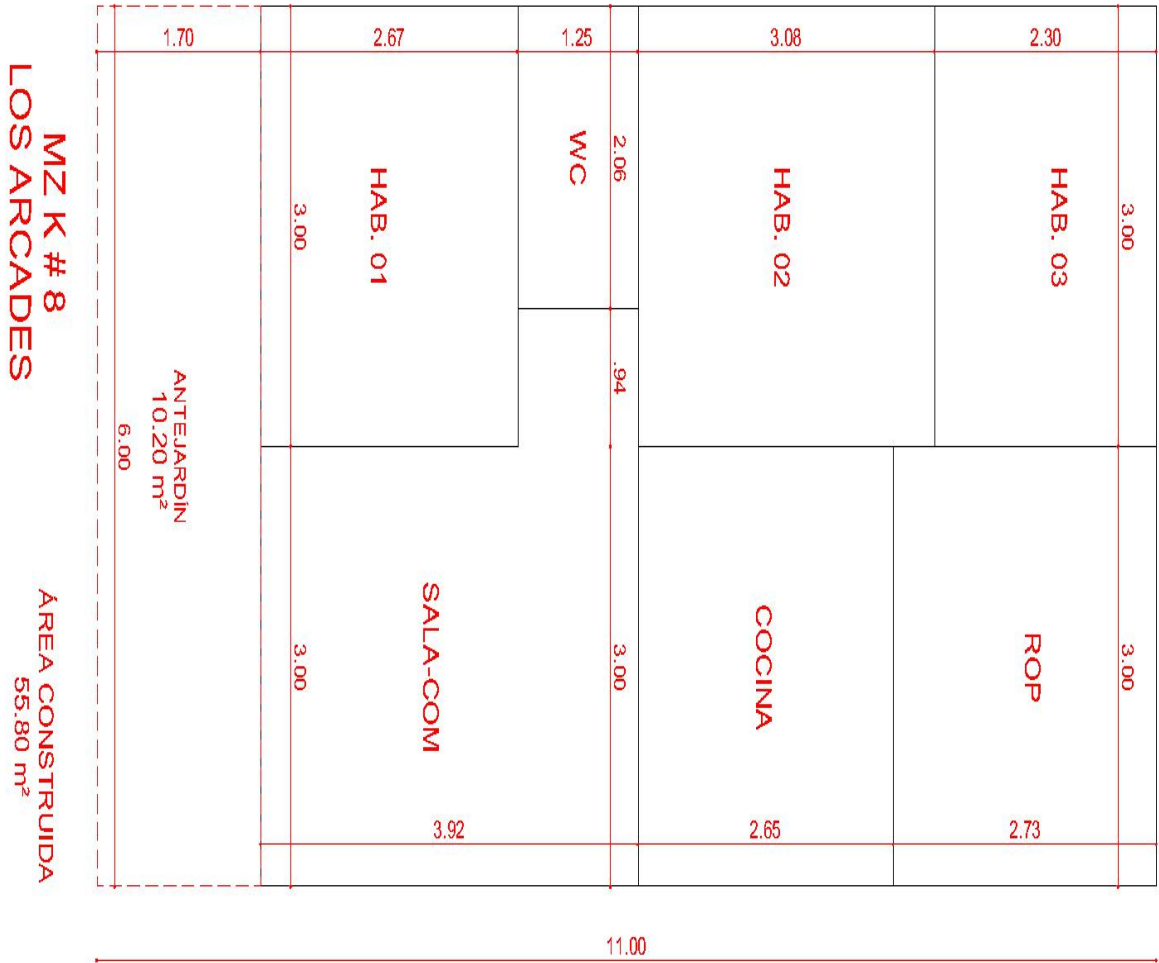 1.70
2.67
1.25
3.08
2.30
MZ K # 8
LOS ARCADES
HAB. 01
3.00
WC
2.06
.94
HAB. 02
HAB. 03
3.00
ANTEJARDÍN
10.20 m²
6.00
SALA-COM
3.00
3.00
COCINA
ROP
3.00
3.92
2.65
2.73
ÁREA CONSTRUIDA
55.80 m²
11.00